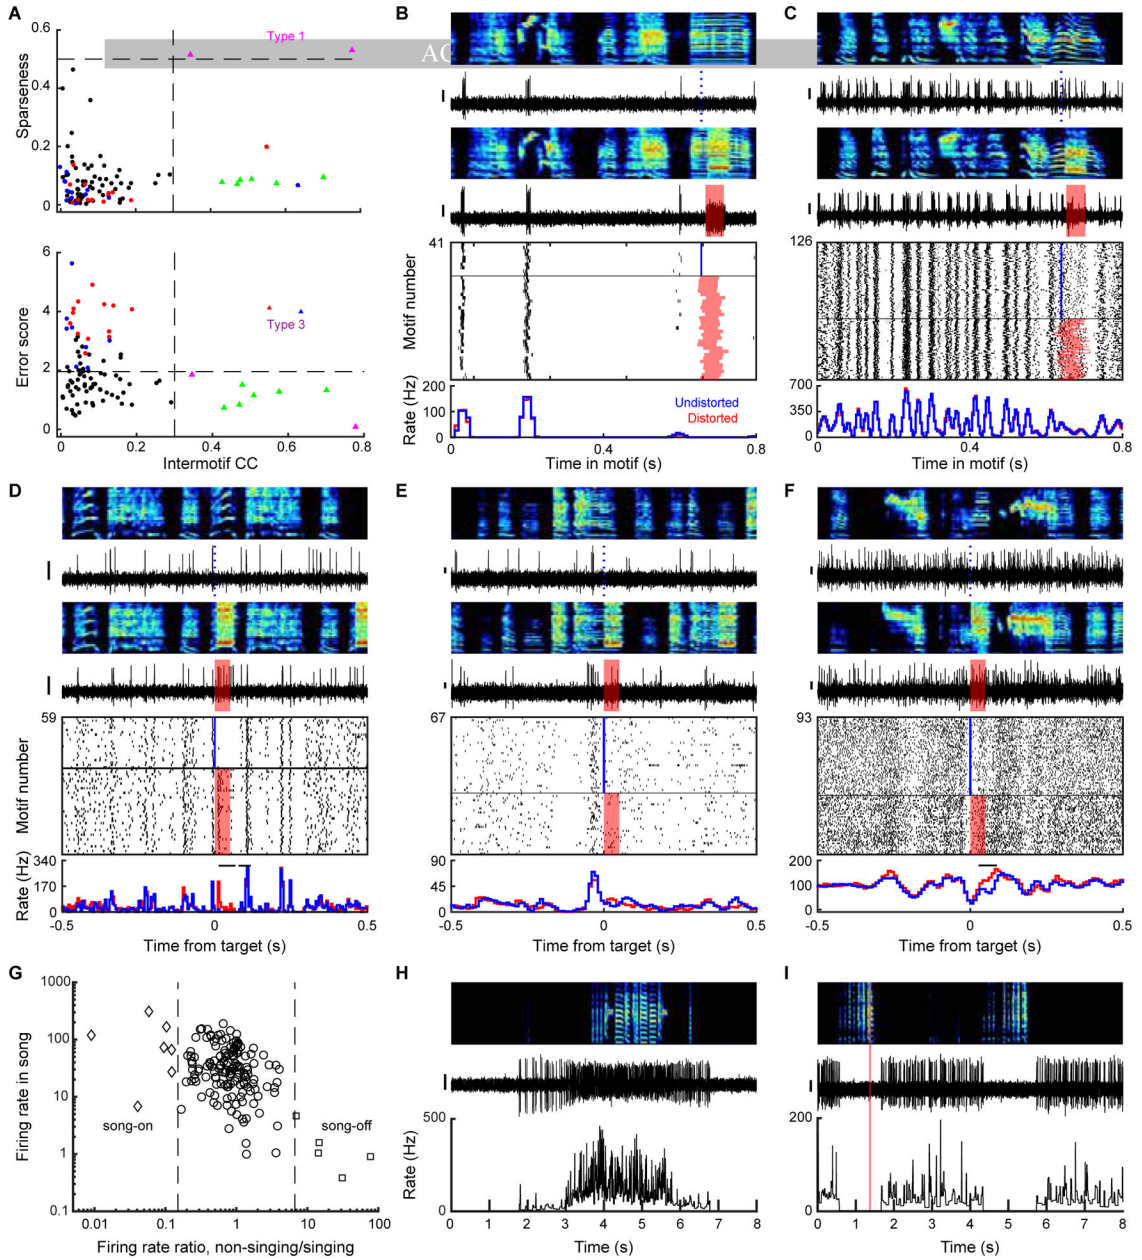 A
B
C
0.6
Type 1
AC
0.4
Sparseness
0.2
0
6
Type 3
4
Error score
2
0
0 0.2 0.4 0.6 0.8
Intermotif CC
41
Motif number
200
Rate (Hz)
100
0
Undistorted
Distorted
0 0.4 0.8
Time in motif (s)
126
700
350
0
0 0.4 0.8
Time in motif (s)
D
E
F
59
Motif number
340
Rate (Hz)
170
0
-0.5 0 0.5
Time from target (s)
67
90
45
0
-0.5 0 0.5
Time from target (s)
93
200
100
0
-0.5 0 0.5
Time from target (s)
G
H
I
1000
100
Firing rate in song
10
song-on
song-off
1
0.1
0.01 0.1 1 10 100
Firing rate ratio, non-singing/singing
500
Rate (Hz)
0
0 1 2 3 4 5 6 7 8
Time (s)
200
0
0 1 2 3 4 5 6 7 8
Time (s)